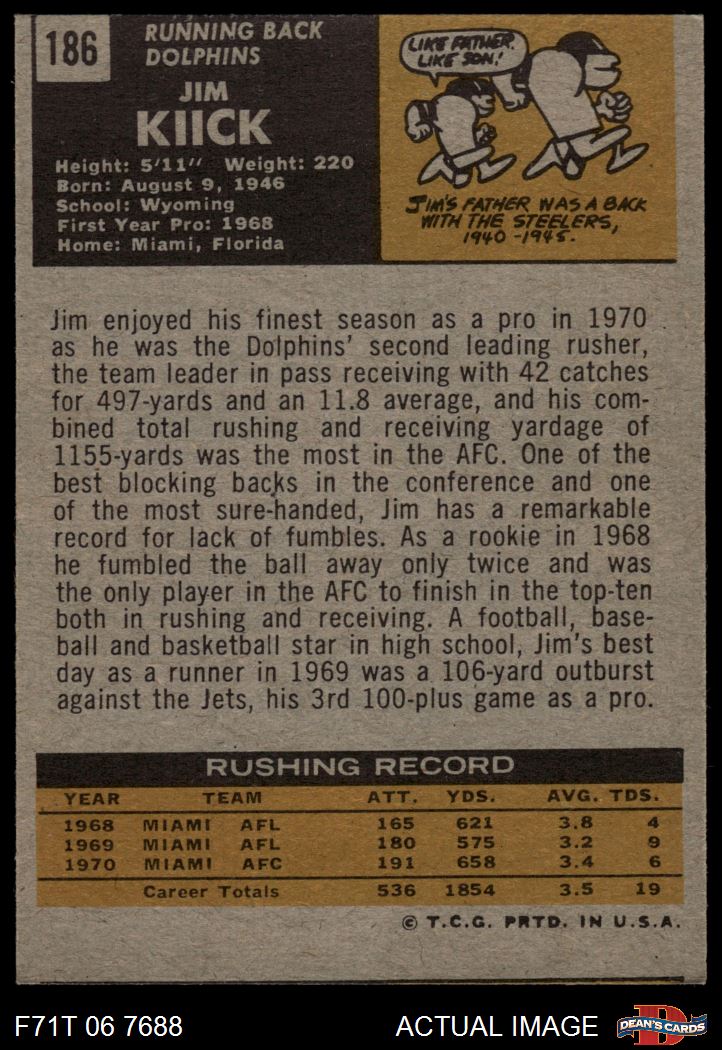 186
RUNNING BACK
DOLPHINS
JIM
KIICK
Height: 5'11" Weight: 220
Born: August 9, 1946
School: Wyoming
First Year Pro: 1968
Home: Miami, Florida
LIKE FATHER,
LIKE SON!
JIM'S FATHER WAS A BACK
WITH THE STEELERS,
1940-1945.
Jim enjoyed his finest season as a pro in 1970
as he was the Dolphins' second leading rusher,
the team leader in pass receiving with 42 catches
for 497-yards and an 11.8 average, and his com-
bined total rushing and receiving yardage of
1155-yards was the most in the AFC. One of the
best blocking backs in the conference and one
of the most sure-handed, Jim has a remarkable
record for lack of fumbles. As a rookie in 1968
he fumbled the ball away only twice and was
the only player in the AFC to finish in the top-ten
both in rushing and receiving. A football, base-
ball and basketball star in high school, Jim's best
day as a runner in 1969 was a 106-yard outburst
against the Jets, his 3rd 100-plus game as a pro.
RUSHING RECORD
YEAR TEAM ATT. YDS. AVG. TDS.
1968 MIAMI AFL 165 621 3.8 4
1969 MIAMI AFL 180 575 3.2 9
1970 MIAMI AFC 191 658 3.4 6
Career Totals 536 1854 3.5 19
© T.C.G. PRTD. IN U.S.A.
F71T 06 7688 ACTUAL IMAGE D DEAN'S CARDS